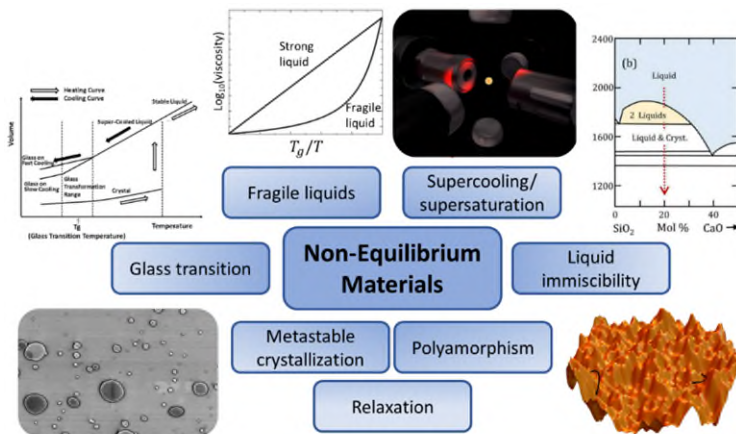 Heating Curve
Cooling Curve
Stable Liquid
Super-Cooled Liquid
Volume
Glass on
Fast Cooling
Glass on
Slow Cooling
Glass
Transformation
Range
Crystal
Tg
Temperature
(Glass Transition Temperature)
Log10(viscosity)
Strong
liquid
Fragile
liquid
Tg/T
2400
2000
1600
1200
(b)
Liquid
2 Liquids
Liquid & Cryst.
0
20
40
SiO2
Mol %
CaO →
Fragile liquids
Supercooling/
supersaturation
Glass transition
Non-Equilibrium
Materials
Liquid
immiscibility
Metastable
crystallization
Polyamorphism
Relaxation